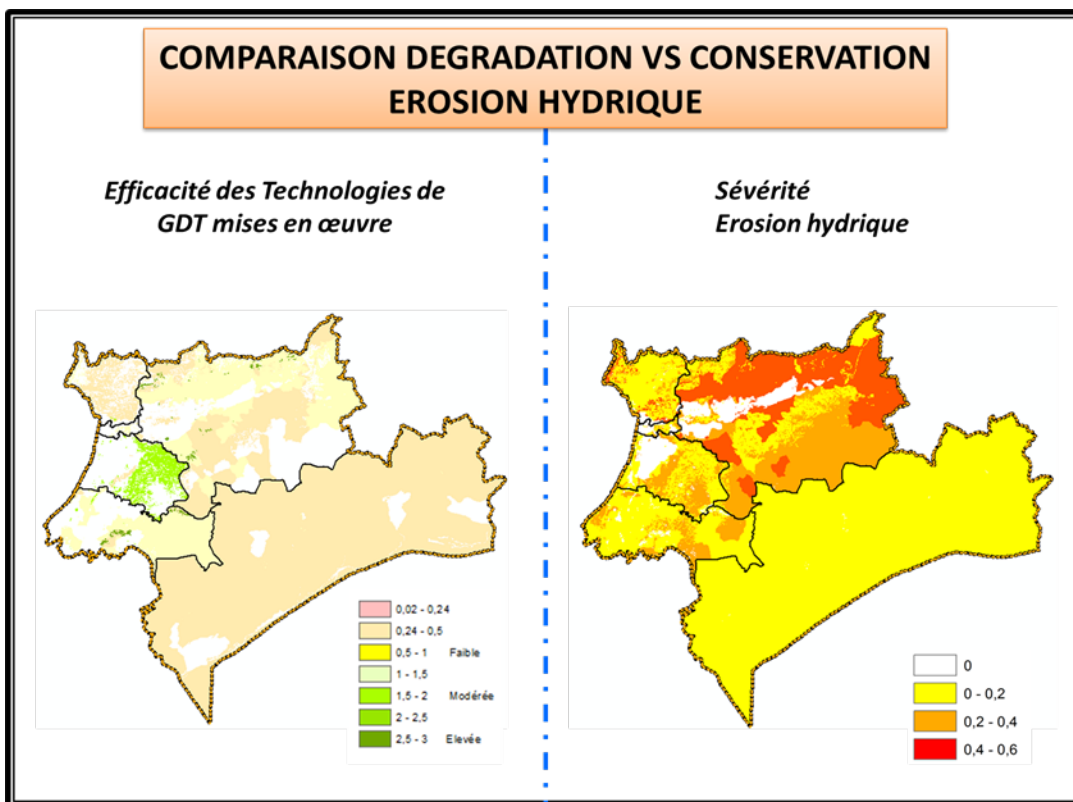 COMPARAISON DEGRADATION VS CONSERVATION
EROSION HYDRIQUE
Efficacité des Technologies de
GDT mises en œuvre
0,02 - 0,24
0,24 - 0,5
0,5 - 1 Faible
1 - 1,5
1,5 - 2 Modérée
2 - 2,5
2,5 - 3 Elevée
Sévérité
Erosion hydrique
0
0 - 0,2
0,2 - 0,4
0,4 - 0,6